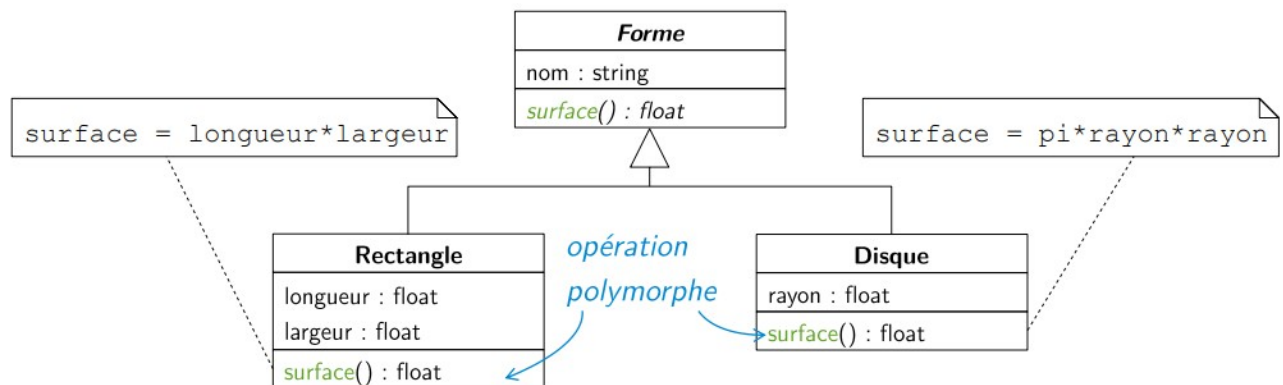 Forme
nom : string
surface() : float
surface = longueur*largeur
surface = pi*rayon*rayon
Rectangle
longueur : float
largeur : float
surface() : float
opération
polymorphe
Disque
rayon : float
surface() : float